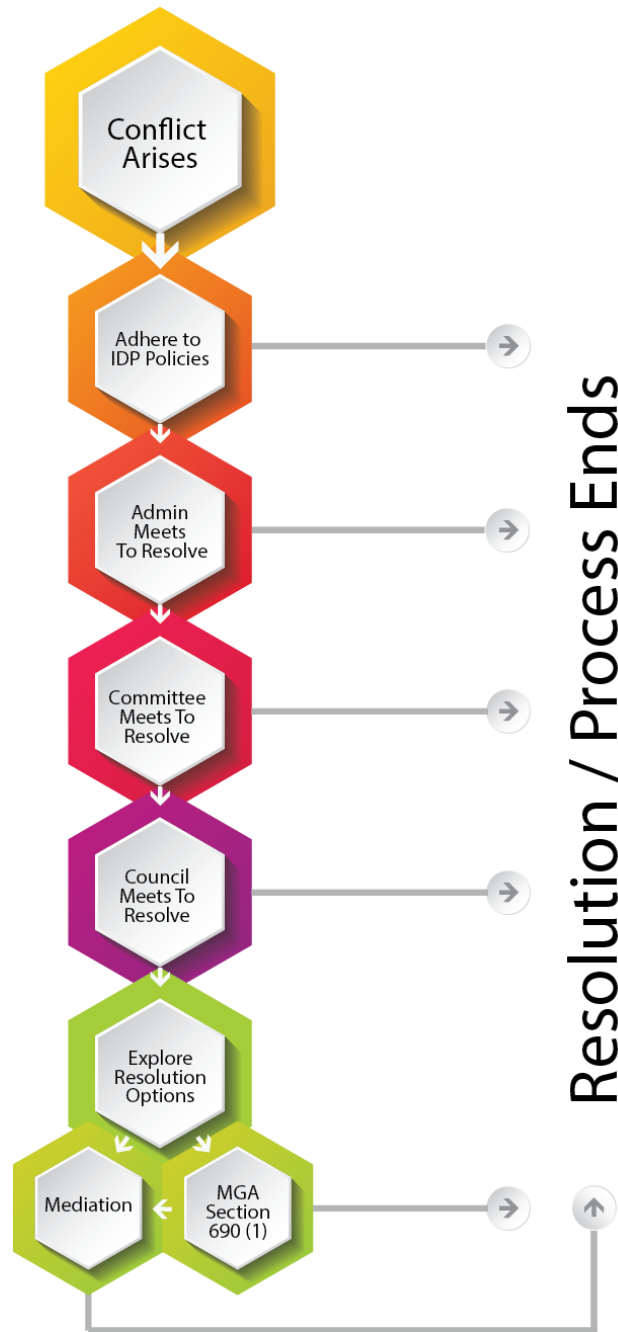 Conflict
Arises
Adhere to
IDP Policies
Admin
Meets
To Resolve
Committee
Meets To
Resolve
Council
Meets To
Resolve
Explore
Resolution
Options
Mediation
MGA
Section
690 (1)
Resolution / Process Ends